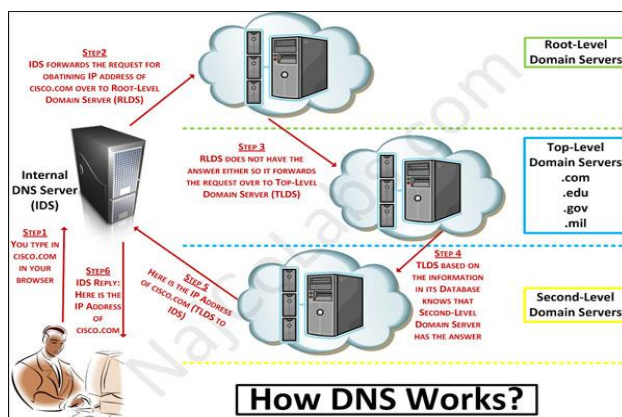 Step2
IDS forwards the request for
obatining IP address of
cisco.com over to Root-Level
Domain Server (RLDS)
Root-Level
Domain Servers
Step 3
RLDS does not have the
answer either so it forwards
the request over to Top-Level
Domain Server (TLDS)
Top-Level
Domain Servers
.com
.edu
.gov
.mil
Internal
DNS Server
(IDS)
Step1
You type in
cisco.com
in your
browser
Step6
IDS Reply:
Here is the
IP Address
of
cisco.com
Step 5
Here is the IP Address
of cisco.com (TLDS to
IDS)
Step 4
TLDS based on
the information
in its Database
knows that
Second-Level
Domain Server
has the answer
Second-Level
Domain Servers
How DNS Works?
NajcoLabs.com